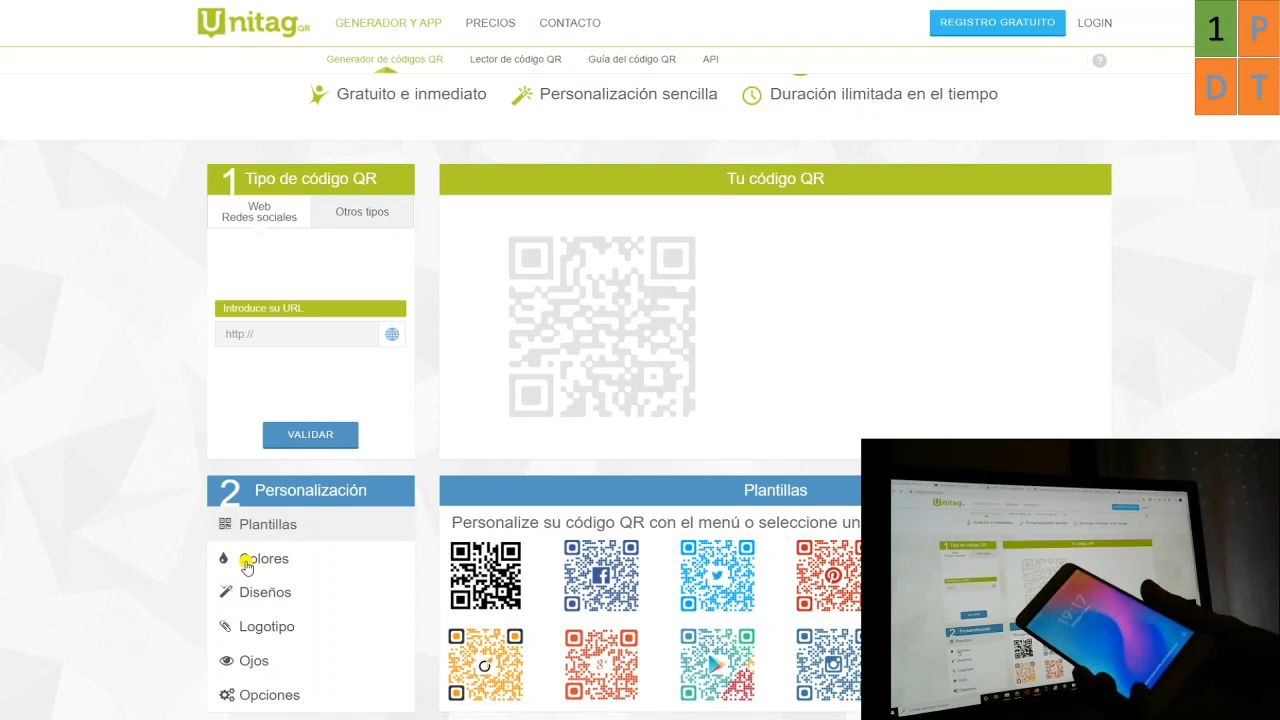 Unitag QR
GENERADOR Y APP
PRECIOS
CONTACTO
REGISTRO GRATUITO
LOGIN
1 P
D T
Generador de códigos QR
Lector de código QR
Guía del código QR
API
?
Gratuito e inmediato
Personalización sencilla
Duración ilimitada en el tiempo
1 Tipo de código QR
Web
Redes sociales
Otros tipos
Introduce su URL
http://
VALIDAR
Tu código QR
2 Personalización
Plantillas
Colores
Diseños
Logotipo
Ojos
Opciones
Plantillas
Personalize su código QR con el menú o seleccione un
g+
Unitag
19:17